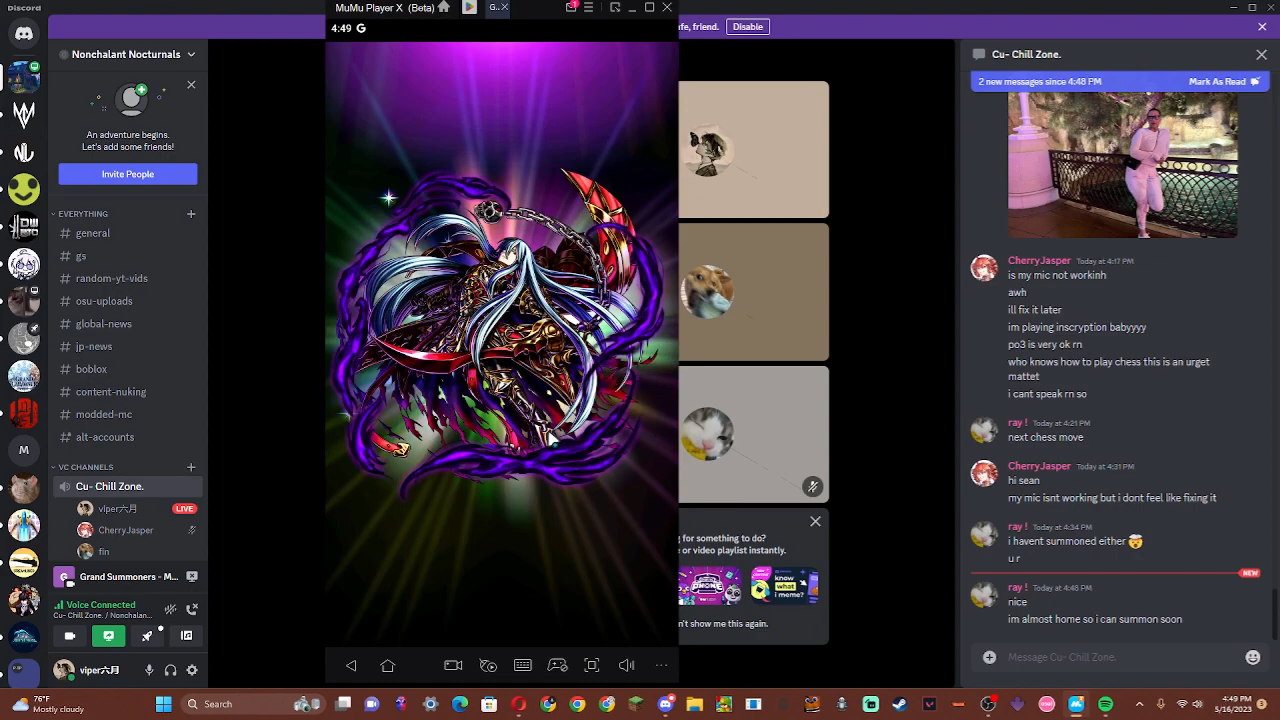 Discord
MuMu Player X (Beta)
G..X
4:49
fe, friend.
Disable
Nonchalant Nocturnals
Cu- Chill Zone.
2 new messages since 4:48 PM
Mark As Read
An adventure begins.
Let's add some friends!
Invite People
EVERYTHING
general
gs
random-yt-vids
osu-uploads
global-news
jp-news
boblox
content-nuking
modded-mc
alt-accounts
VC CHANNELS
Cu- Chill Zone.
LIVE
CherryJasper
fin
Grand Summoners - M...
Voice Connected
Cu- Chill Zone. / Nonchalan...
CherryJasper Today at 4:17 PM
is my mic not workinh
awh
ill fix it later
im playing inscryption babyyyy
po3 is very ok rn
who knows how to play chess this is an urget
mattet
i cant speak rn so
ray ! Today at 4:21 PM
next chess move
CherryJasper Today at 4:31 PM
hi sean
my mic isnt working but i dont feel like fixing it
ray ! Today at 4:34 PM
i havent summoned either
u r
NEW
ray ! Today at 4:48 PM
nice
im almost home so i can summon soon
g for something to do?
e or video playlist instantly.
know
what
i meme?
n't show me this again.
Message Cu- Chill Zone.
76°F
Mostly cloudy
Search
4:49 PM
5/16/2023